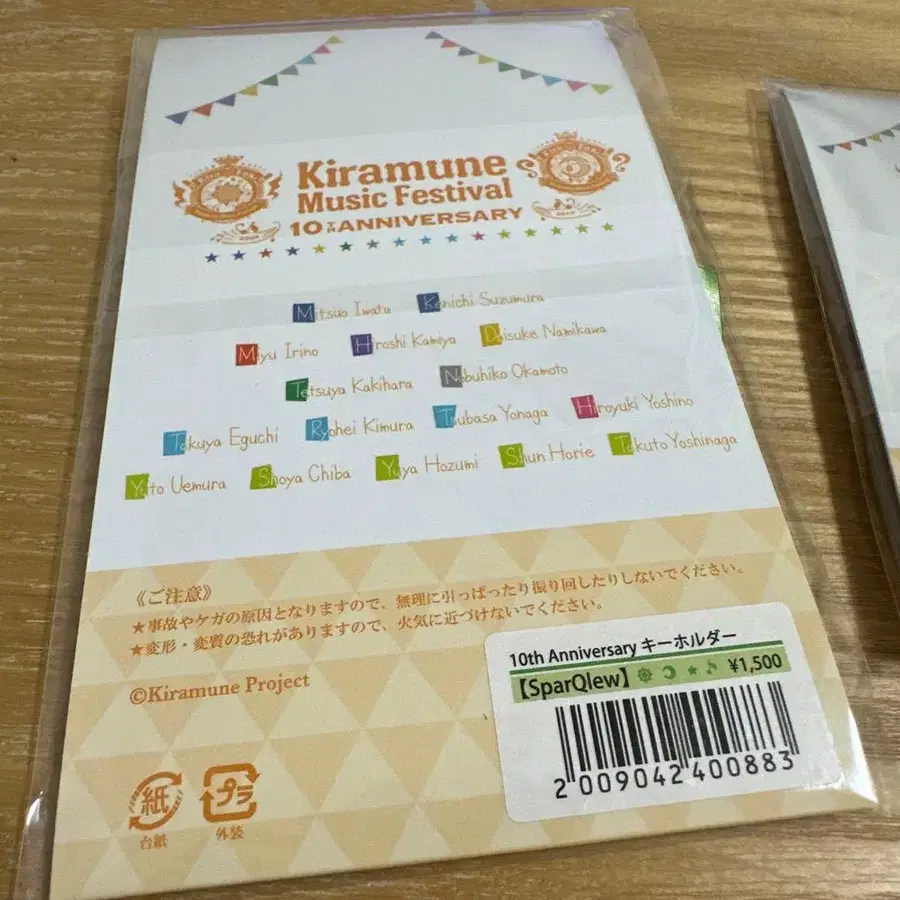 Kiramune
Music Festival
10TH ANNIVERSARY
Mitsuo Iwata Kenichi Suzumura
Miyu Irino Hiroshi Kamiya Daisuke Namikawa
Tetsuya Kakihara Nobuhiko Okamoto
Takuya Eguchi Ryohei Kimura Tsubasa Yonaga Hiroyuki Yoshino
Yuto Uemura Shoya Chiba Yuya Hozumi Shun Horie Takuto Yoshinaga
《ご注意》
★事故やケガの原因となりますので、無理に引っぱったり振り回したりしないでください。
★変形・変質の恐れがありますので、火気に近づけないでください。
©Kiramune Project
10th Anniversary キーホルダー
【SparQlew】 ¥1,500
2 009042 400883
紙 プラ
台紙 外装